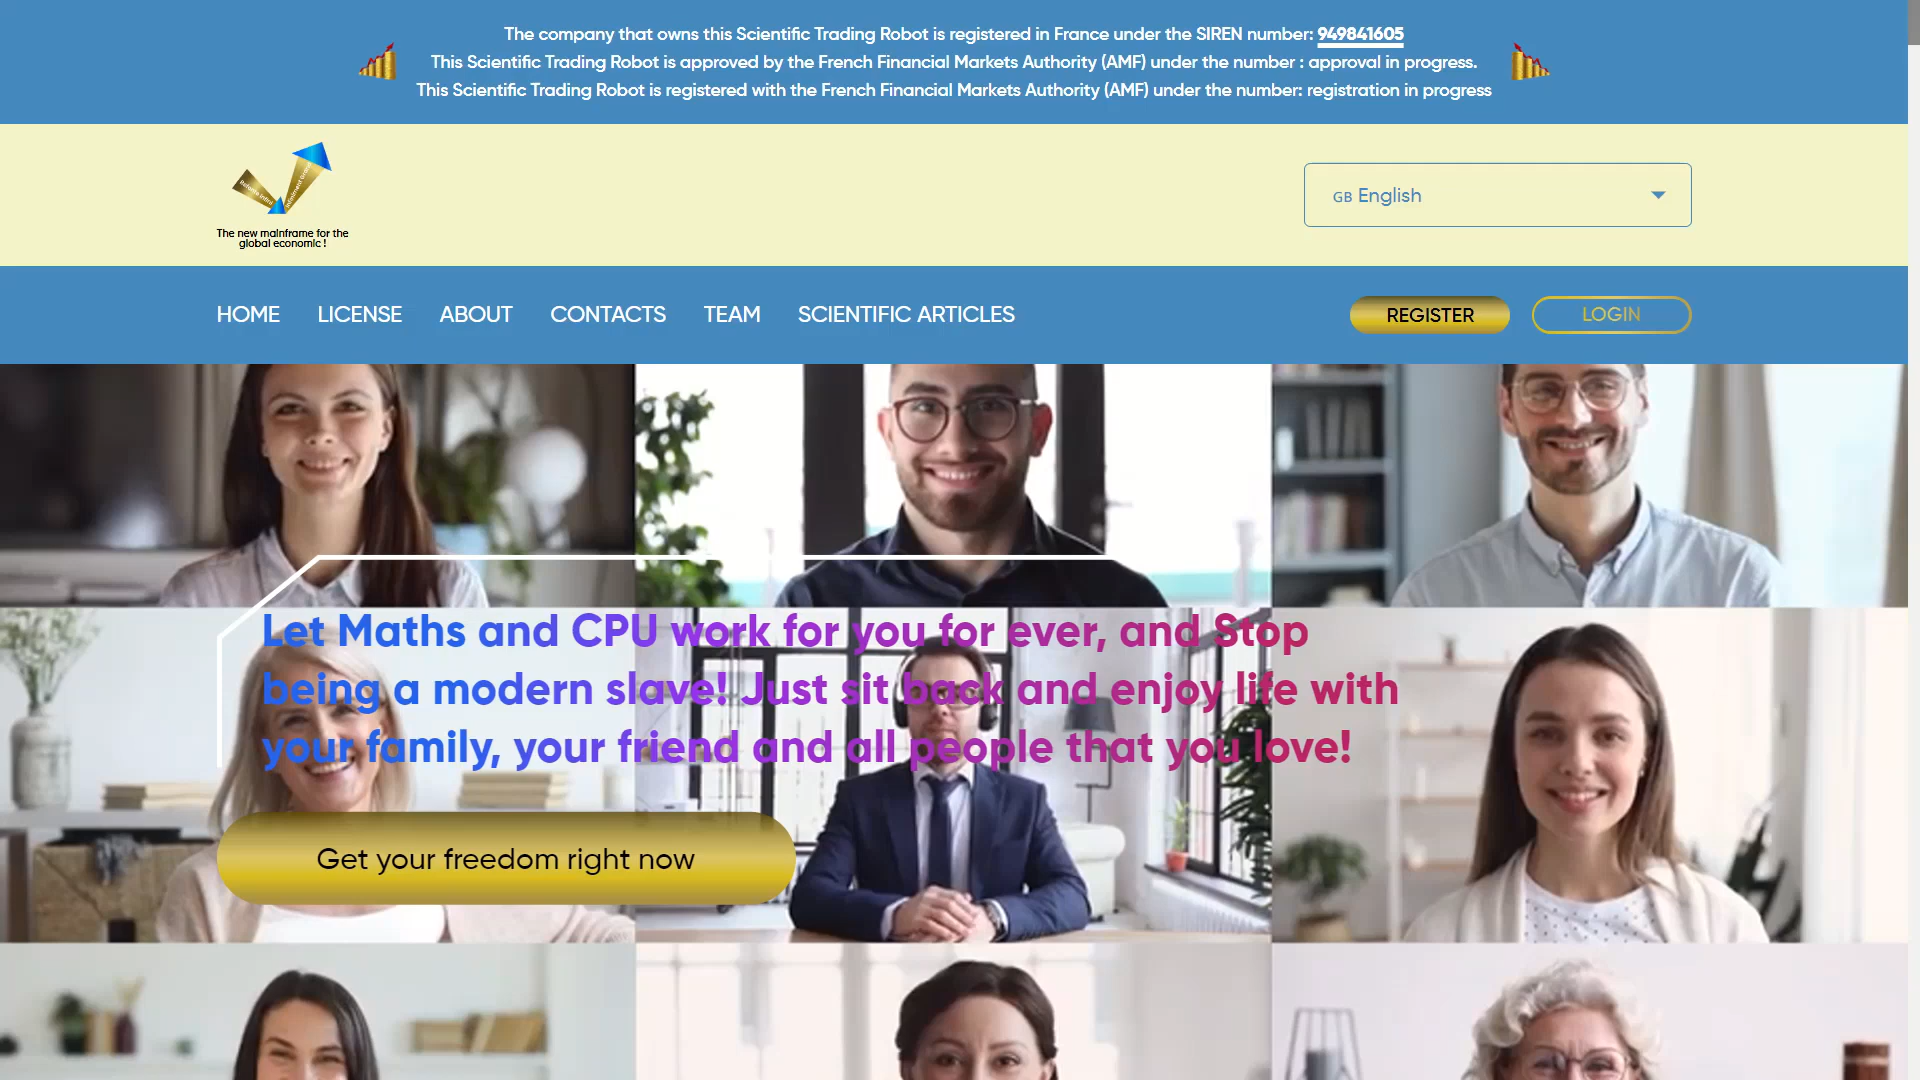 The company that owns this Scientific Trading Robot is registered in France under the SIREN number: 949841605
This Scientific Trading Robot is approved by the French Financial Markets Authority (AMF) under the number : approval in progress.
This Scientific Trading Robot is registered with the French Financial Markets Authority (AMF) under the number: registration in progress
The new mainframe for the
global economic !
GB English
HOME LICENSE ABOUT CONTACTS TEAM SCIENTIFIC ARTICLES REGISTER LOGIN
Let Maths and CPU work for you for ever, and Stop
being a modern slave! Just sit back and enjoy life with
your family, your friend and all people that you love!
Get your freedom right now